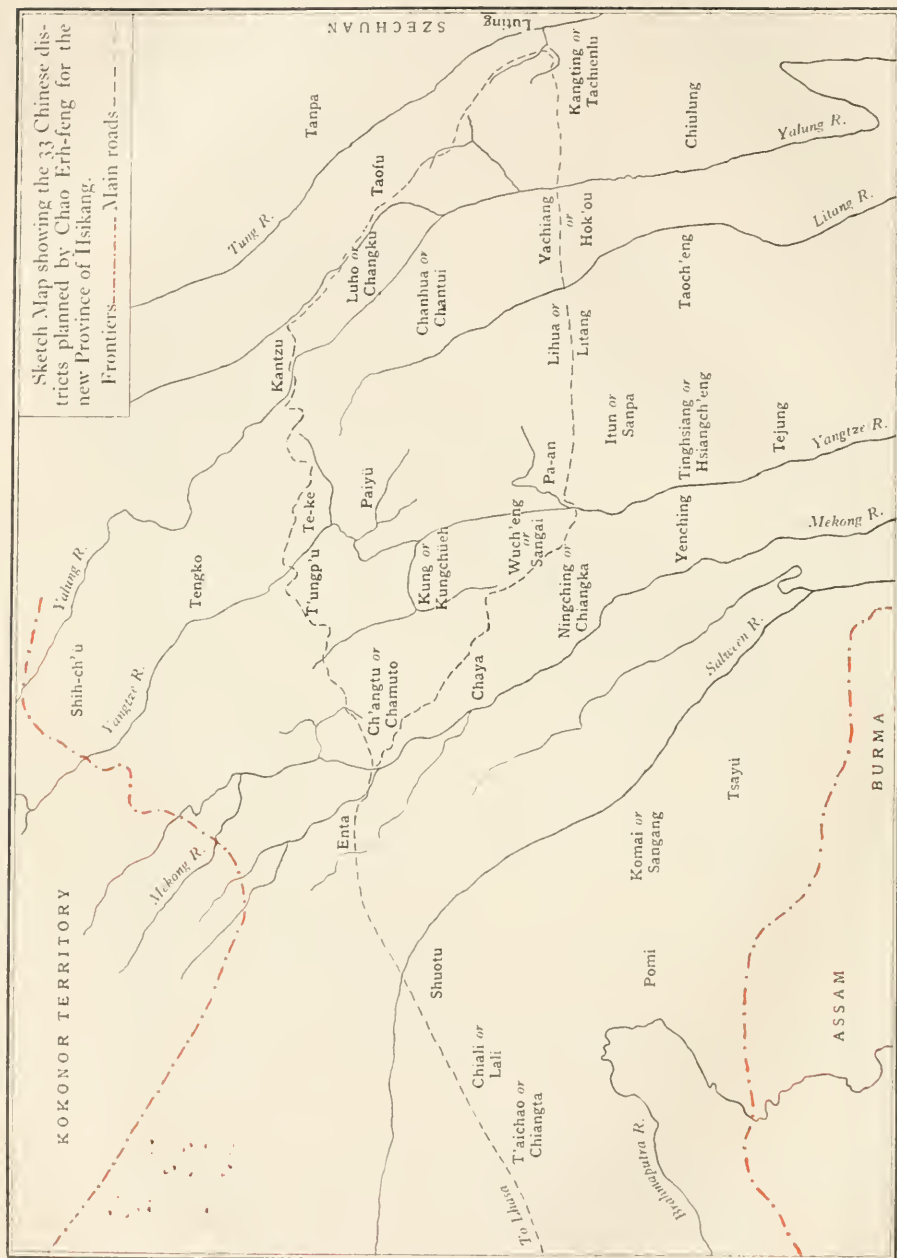 Sketch Map showing the 33 Chinese dis-
tricts planned by Chao Erh-feng for the
new Province of Hsikang.
Frontiers Main roads
KOKONOR TERRITORY
SZECHUAN
Luting
Tanpa
Tung R.
Taofu
Kangting or
Tachienlu
Chiulung
Yalung R.
Litang R.
Luho or
Changku
Chanhua or
Chantui
Yachiang
or
Hok'ou
Taoch'eng
Kantzu
Lihua or
Litang
Itun or
Sanpa
Tinghsiang or
Hsiangch'eng
Tejung
Yangtze R.
Yalung R.
Te-ke
Paiyü
Pa-an
Tengko
T'ungp'u
Kung or
Kungchüeh
Wuch'eng
or
Sangai
Yenching
Mekong R.
Shih-ch'ü
Yangtze R.
Ningching or
Chiangka
Ch'angtu or
Chamuto
Chaya
Salween R.
Mekong R.
Enta
Tsayü
BURMA
Komai or
Sangang
Shuotu
Pomi
ASSAM
Chiali or
Lali
T'aichao or
Chiangta
To Lhasa
Brahmaputra R.